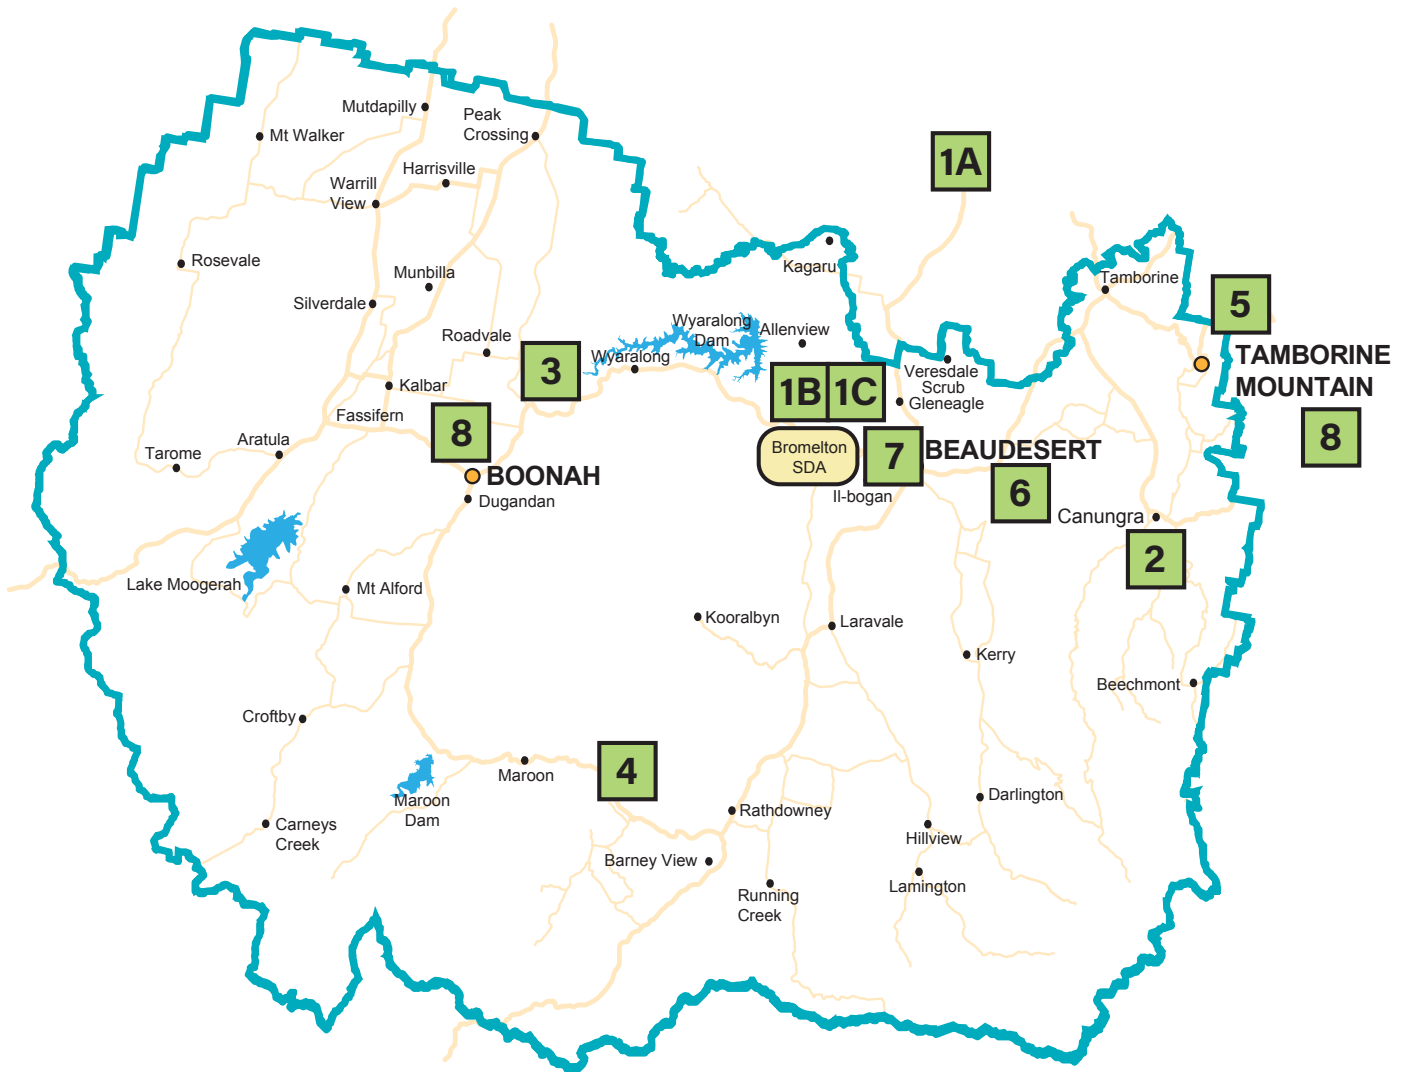 Mutdapilly
Peak
Crossing
Mt Walker
1A
Harrisville
Warrill
View
Rosevale
Kagaru
Munbilla
Tamborine
Silverdale
5
Wyaralong
Dam
Allenview
Roadvale
Wyaralong
TAMBORINE
MOUNTAIN
3
Veresdale
Scrub
Kalbar
1B
1C
Gleneagle
Fassifern
8
8
Aratula
Tarome
Bromelton
SDA
7
BEAUDESERT
BOONAH
6
Il-bogan
Dugandan
Canungra
2
Lake Moogerah
Mt Alford
Kooralbyn
Laravale
Kerry
Beechmont
Croftby
4
Maroon
Maroon
Dam
Darlington
Rathdowney
Carneys
Creek
Hillview
Barney View
Lamington
Running
Creek